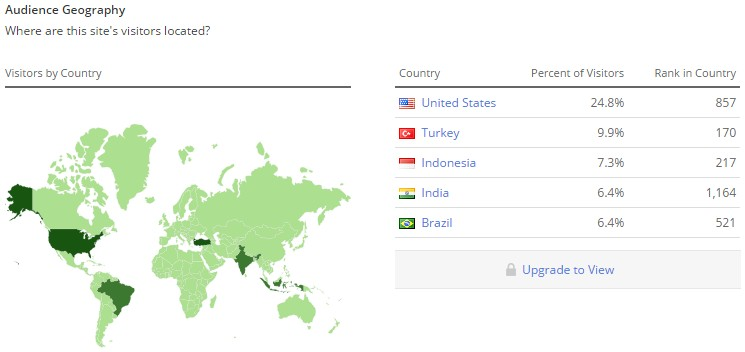 Audience Geography
Where are this site's visitors located?
Visitors by Country
Country Percent of Visitors Rank in Country
United States 24.8% 857
Turkey 9.9% 170
Indonesia 7.3% 217
India 6.4% 1,164
Brazil 6.4% 521
Upgrade to View